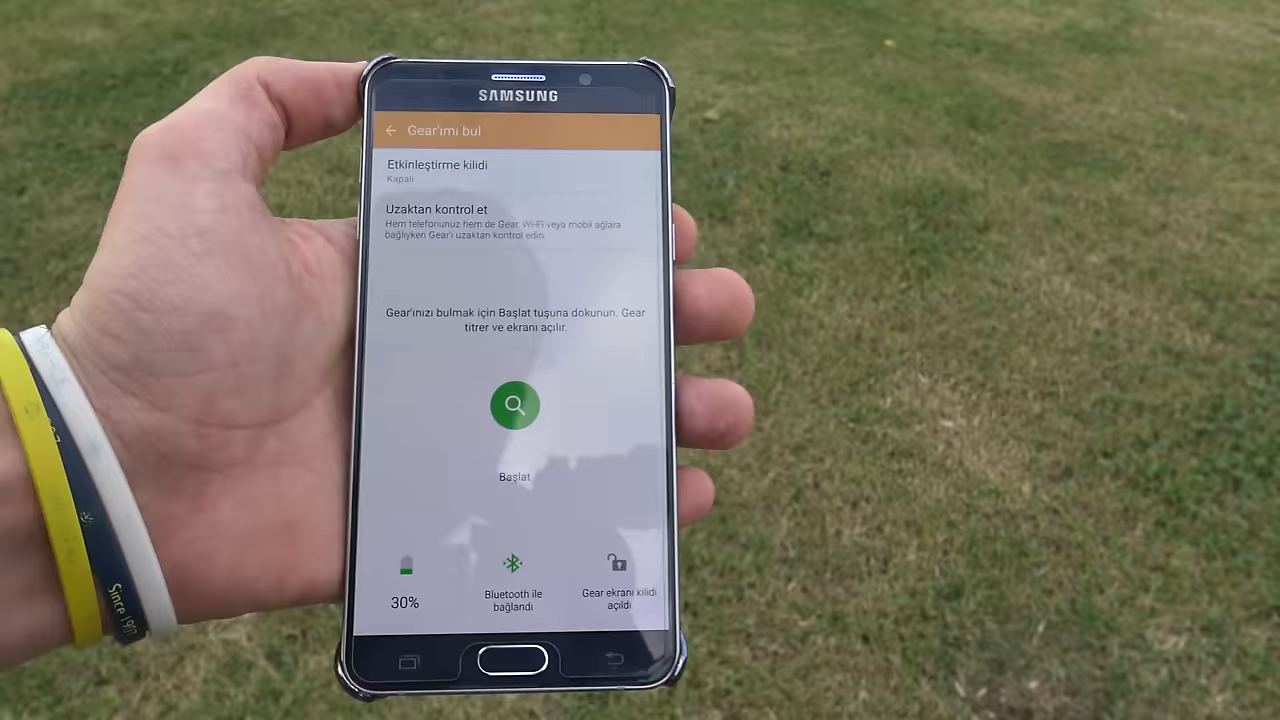 SAMSUNG
Gear'ımı bul
Etkinleştirme kilidi
Kapalı
Uzaktan kontrol et
Hem telefonunuz hem de Gear, Wi-Fi veya mobil ağlara
bağlıyken Gear'ı uzaktan kontrol edin.
Gear'ınızı bulmak için Başlat tuşuna dokunun. Gear
titrer ve ekranı açılır.
Başlat
30%
Bluetooth ile
bağlandı
Gear ekranı kilidi
açıldı
Since 1907